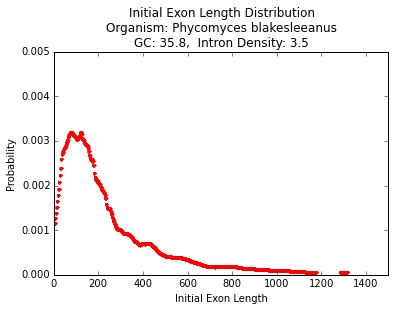 Initial Exon Length Distribution
Organism: Phycomyces blakesleeanus
GC: 35.8,  Intron Density: 3.5
0.005
0.004
0.003
0.002
0.001
0.000
Probability
0 200 400 600 800 1000 1200 1400
Initial Exon Length